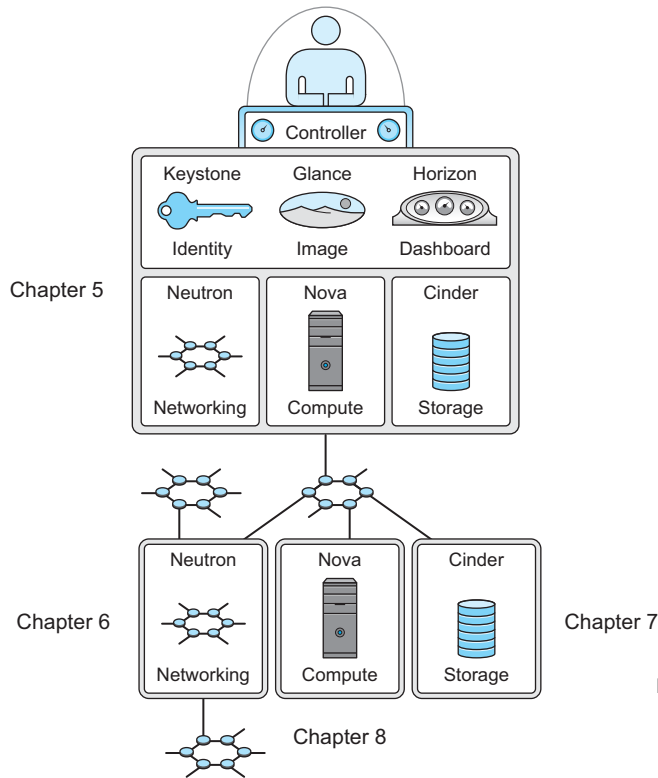 Controller
Keystone Glance Horizon
Identity Image Dashboard
Chapter 5
Neutron Nova Cinder
Networking Compute Storage
Neutron Nova Cinder
Chapter 6
Chapter 7
Networking Compute Storage
Chapter 8